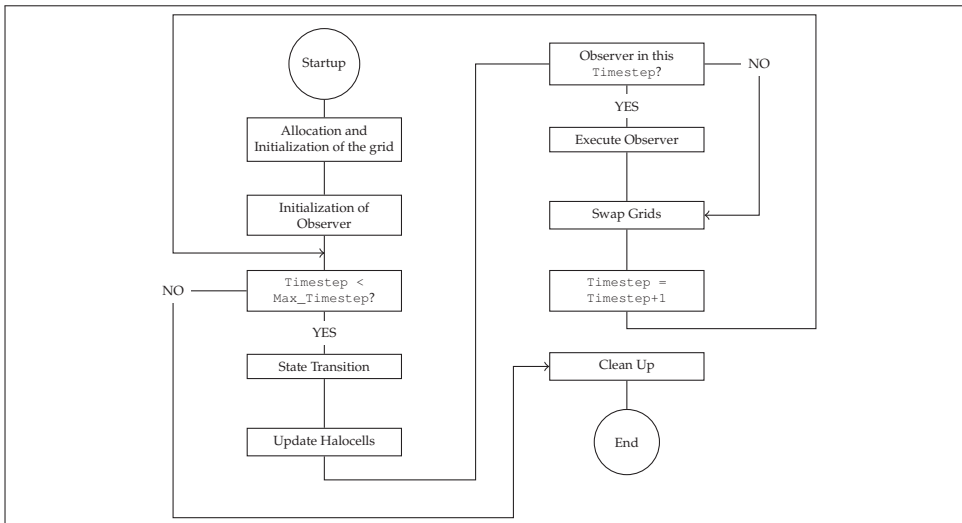 Startup
Allocation and
Initialization of the grid
Initialization of
Observer
Timestep <
Max_Timestep?
NO
YES
State Transition
Update Halocells
Observer in this
Timestep?
NO
YES
Execute Observer
Swap Grids
Timestep =
Timestep+1
Clean Up
End